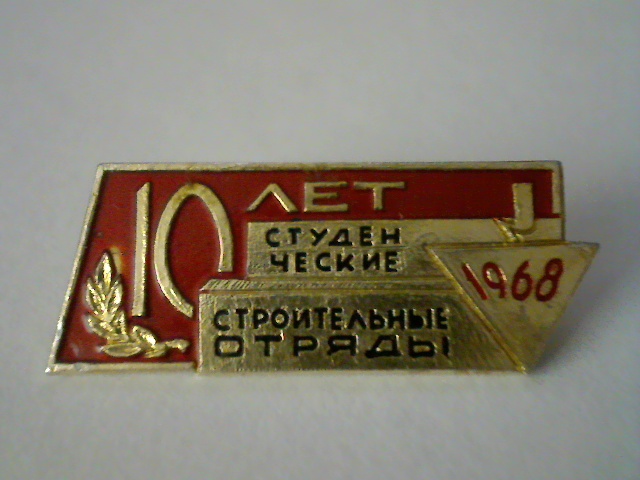 10 ЛЕТ
СТУДЕН
ЧЕСКИЕ
СТРОИТЕЛЬНЫЕ
ОТРЯДЫ
1968